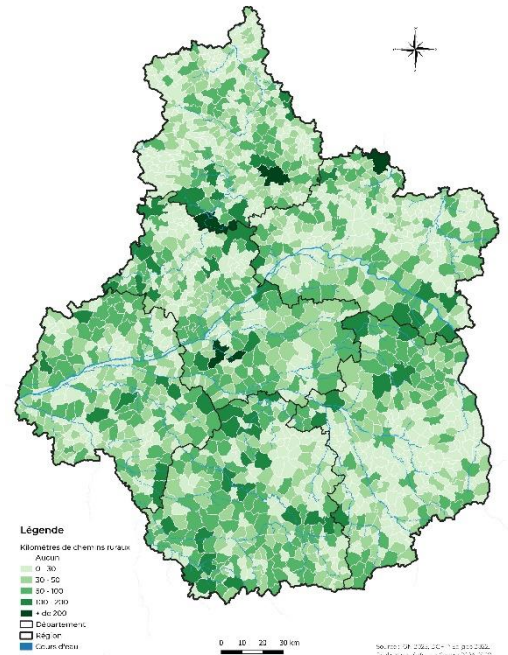 Légende
Kilomètres de chemins ruraux
Aucun
0 - 30
30 - 50
50 - 100
100 - 200
+ de 200
Département
Région
Cours d'eau
0 10 20 30 km